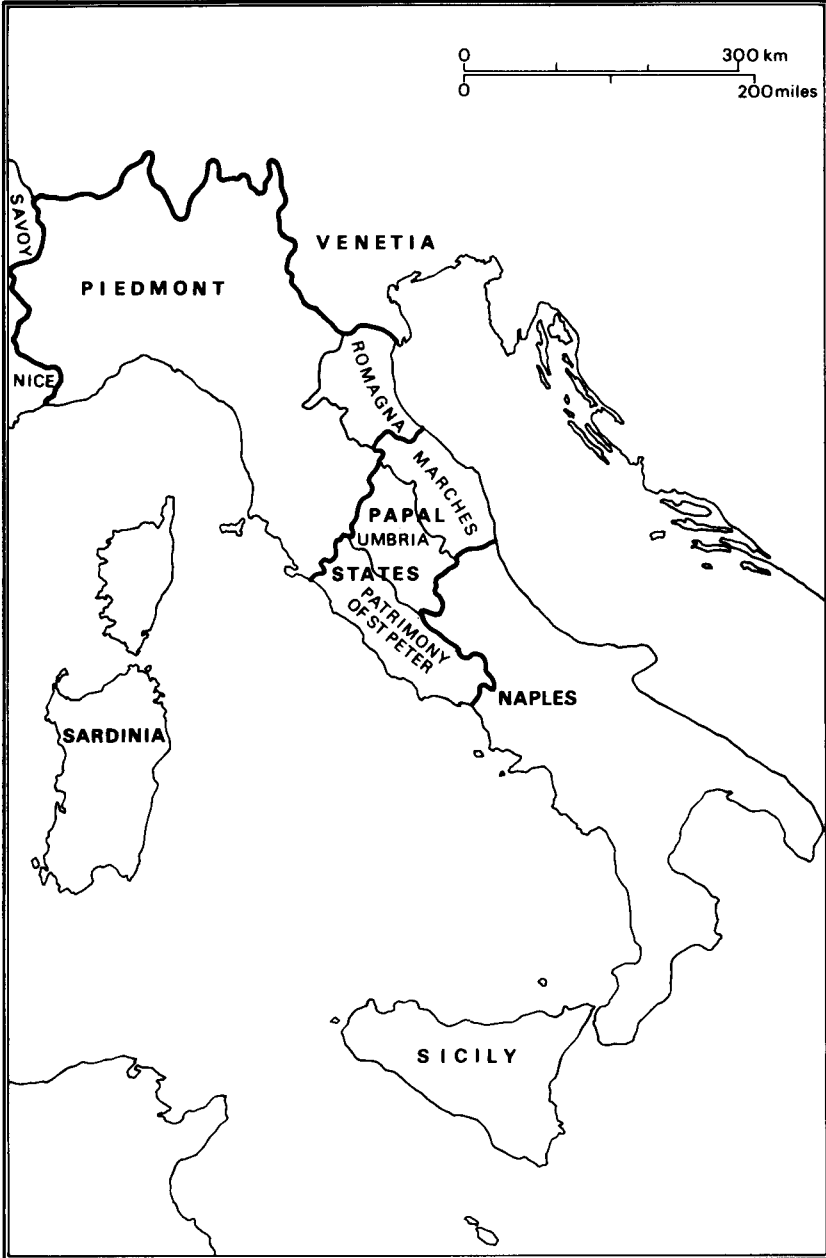 0 300 km
0 200 miles
SAVOY
VENETIA
PIEDMONT
NICE
ROMAGNA
MARCHES
PAPAL
UMBRIA
STATES
PATRIMONY
OF ST PETER
NAPLES
SARDINIA
SICILY